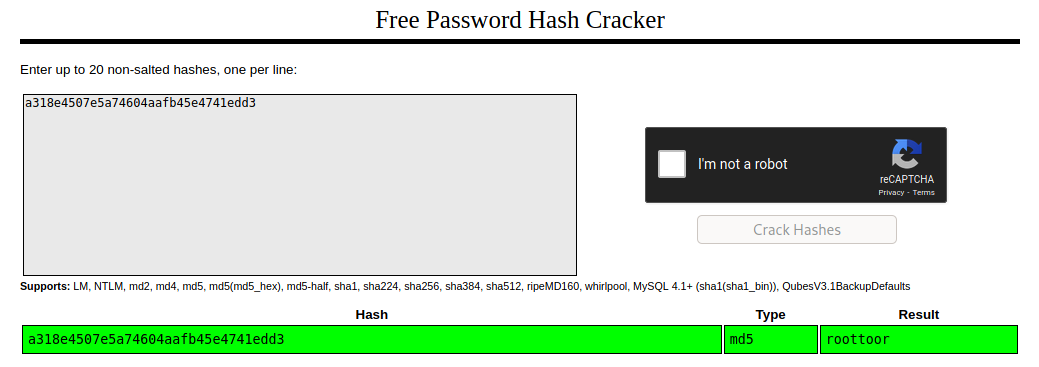 Free Password Hash Cracker
Enter up to 20 non-salted hashes, one per line:
a318e4507e5a74604aafb45e4741edd3
I'm not a robot
reCAPTCHA
Privacy - Terms
Crack Hashes
Supports: LM, NTLM, md2, md4, md5, md5(md5_hex), md5-half, sha1, sha224, sha256, sha384, sha512, ripeMD160, whirlpool, MySQL 4.1+ (sha1(sha1_bin)), QubesV3.1BackupDefaults
Hash Type Result
a318e4507e5a74604aafb45e4741edd3 md5 roottoor